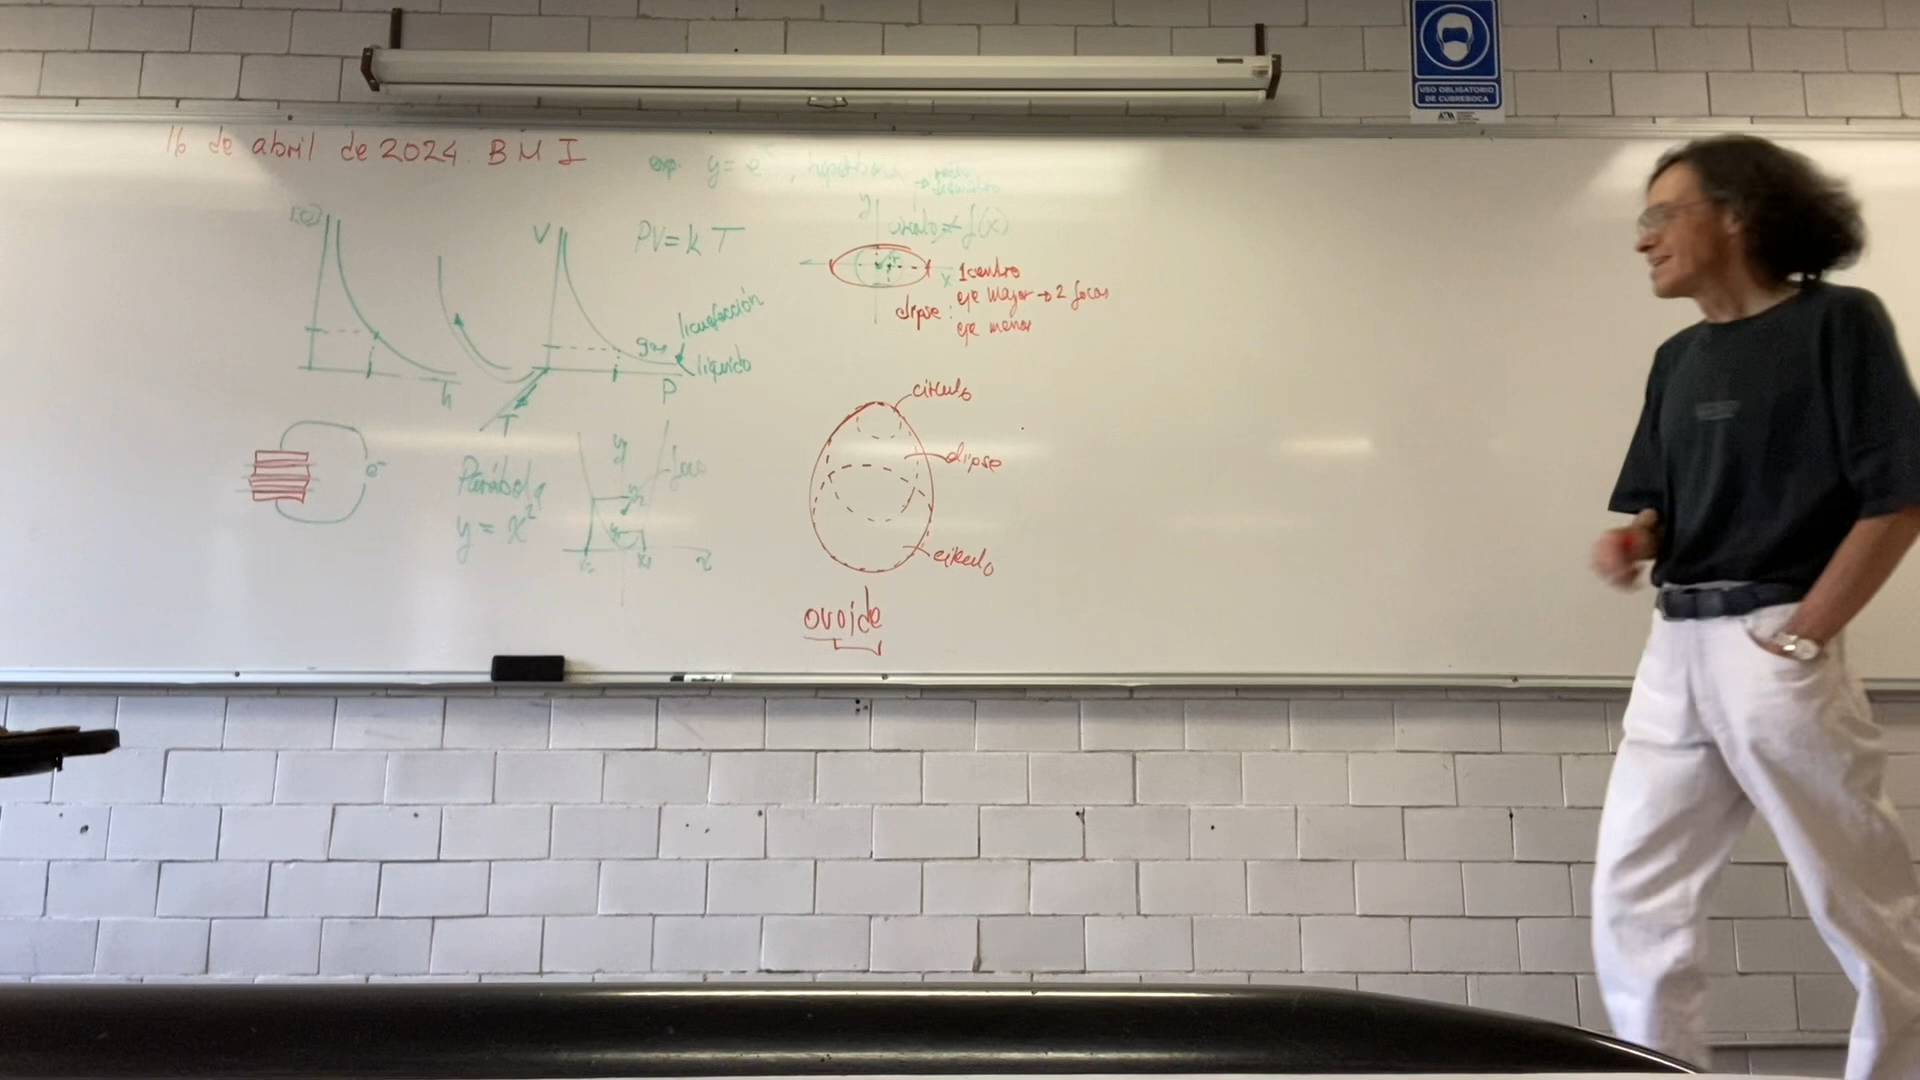 16 de abril de 2024. B M I
exp. y = e
PV = k T
V
gas
licuefacción
líquido
P
T
h
y
círculo ≠ f(x)
x
1 centro
elipse: eje mayor → 2 focos
eje menor
e-
Parábola
y = x²
y
foco
x
círculo
elipse
círculo
ovoide
USO OBLIGATORIO
DE CUBREBOCA